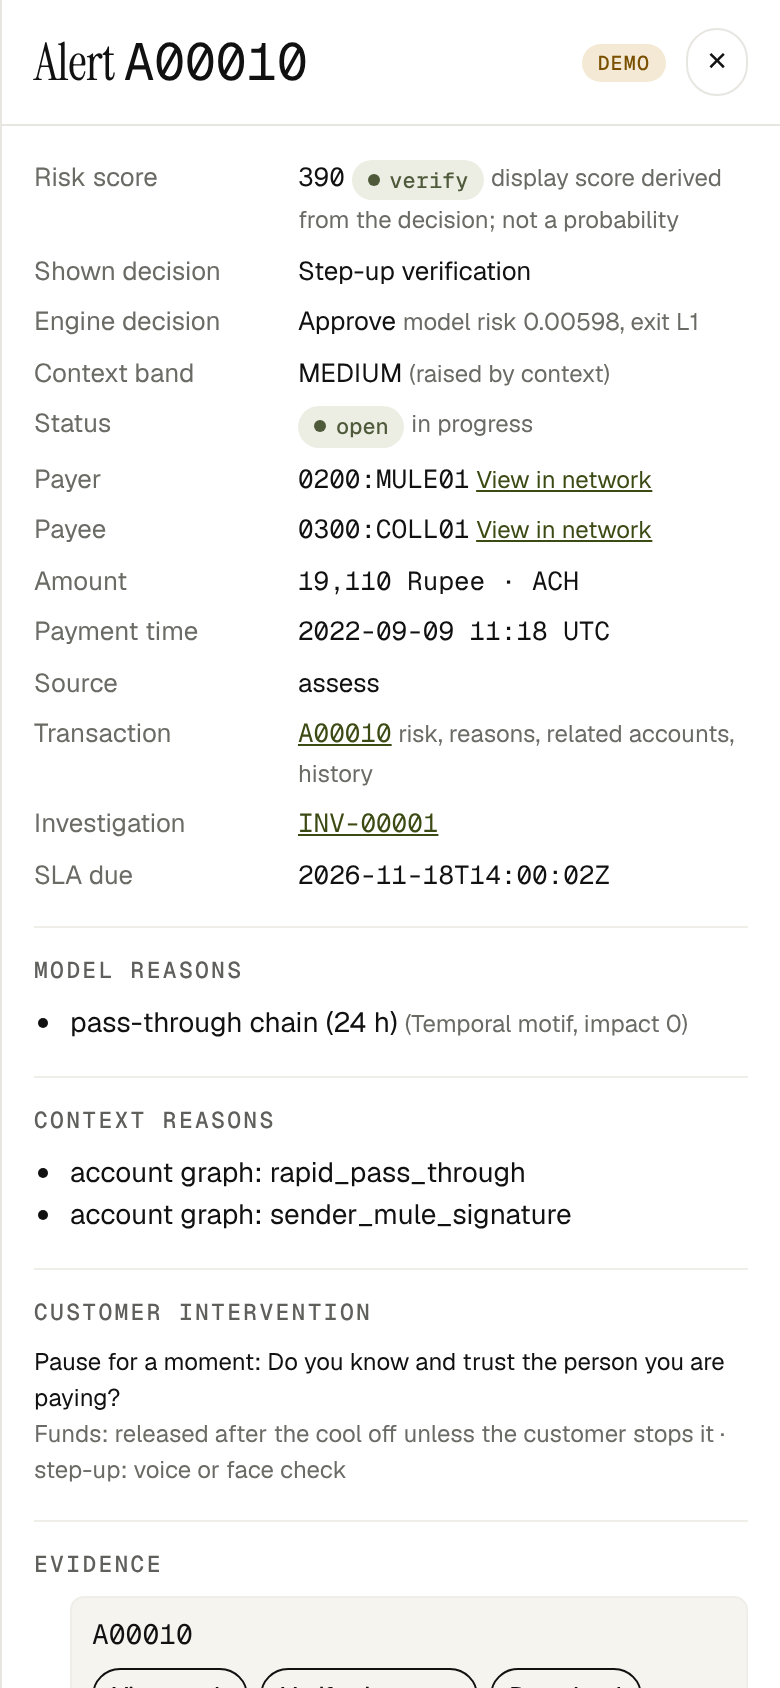 Alert A00010
DEMO
×
Risk score
390 verify display score derived
from the decision; not a probability
Shown decision
Step-up verification
Engine decision
Approve model risk 0.00598, exit L1
Context band
MEDIUM (raised by context)
Status
open in progress
Payer
0200:MULE01 View in network
Payee
0300:COLL01 View in network
Amount
19,110 Rupee · ACH
Payment time
2022-09-09 11:18 UTC
Source
assess
Transaction
A00010 risk, reasons, related accounts,
history
Investigation
INV-00001
SLA due
2026-11-18T14:00:02Z
MODEL REASONS
• pass-through chain (24 h) (Temporal motif, impact 0)
CONTEXT REASONS
• account graph: rapid_pass_through
• account graph: sender_mule_signature
CUSTOMER INTERVENTION
Pause for a moment: Do you know and trust the person you are
paying?
Funds: released after the cool off unless the customer stops it ·
step-up: voice or face check
EVIDENCE
A00010